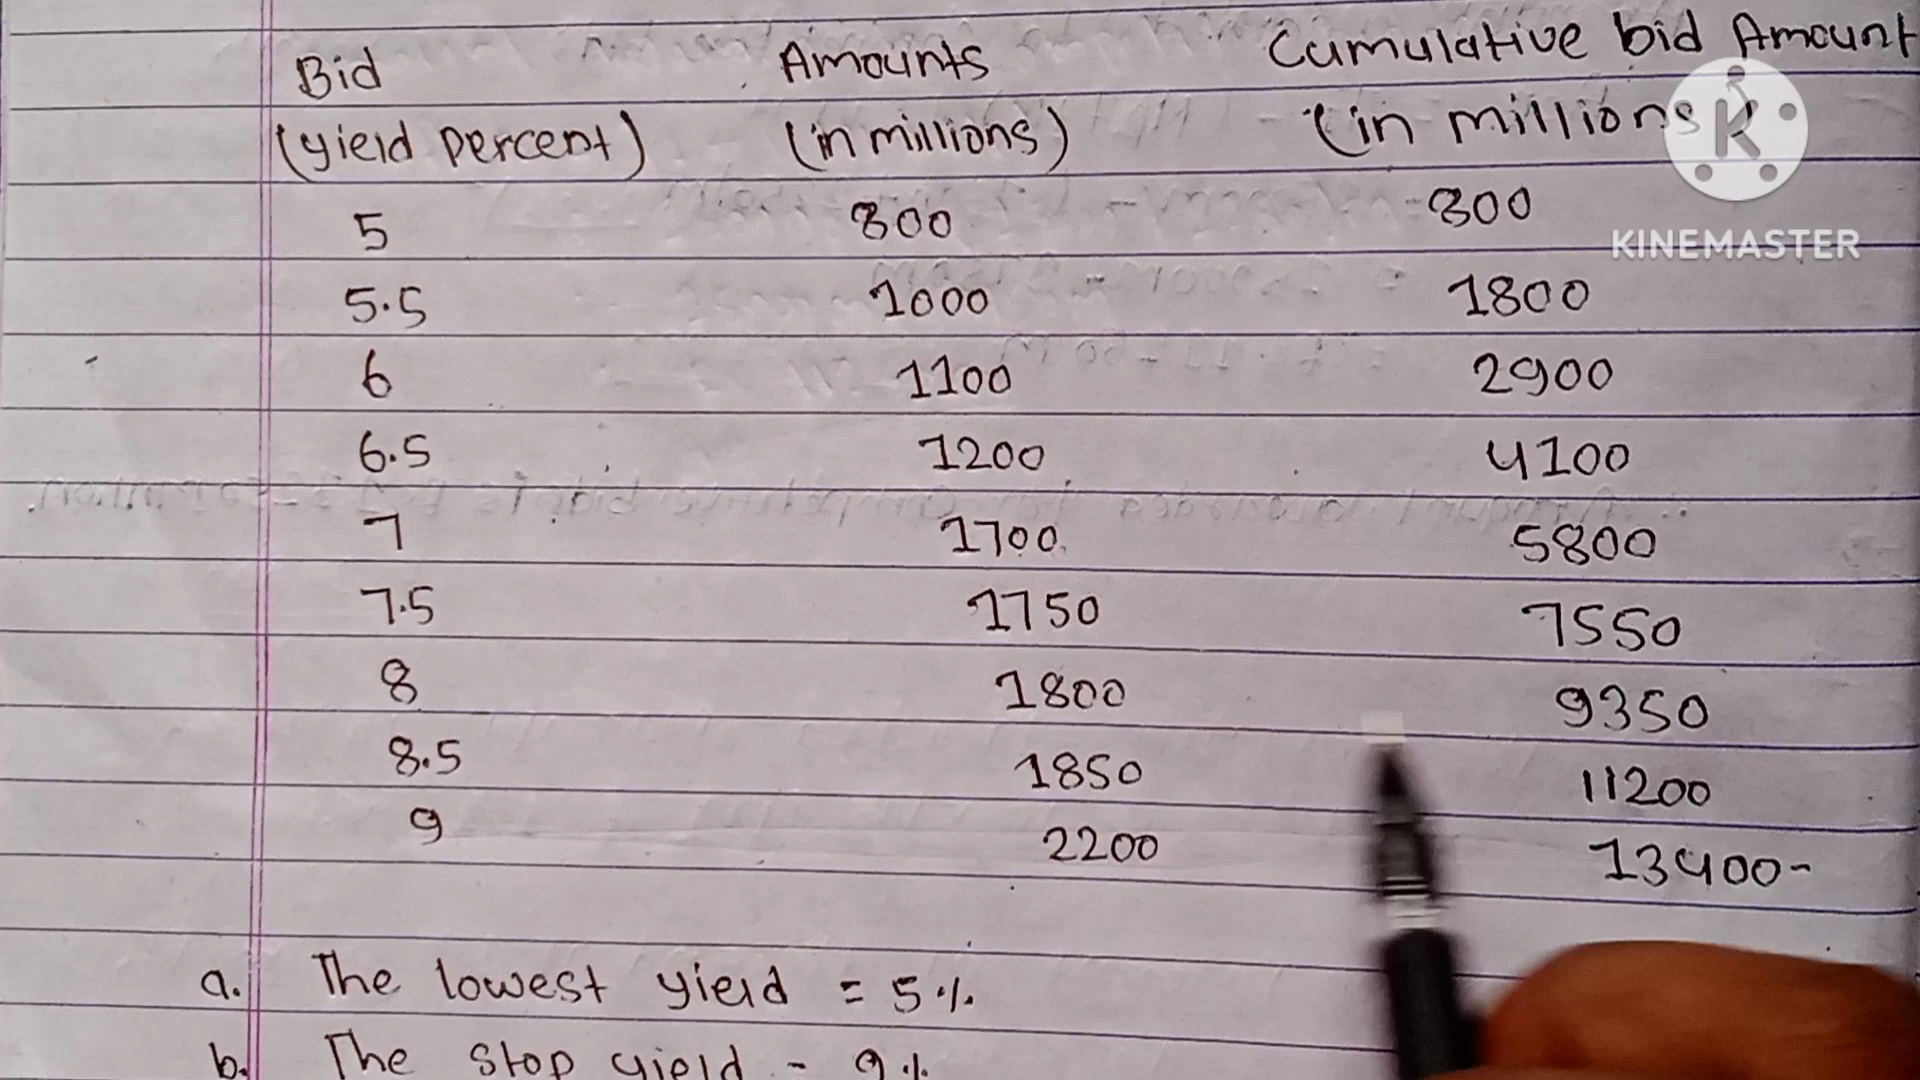 Bid Amounts Cumulative bid Amount
(yield percent) (in millions) (in millions)
5 800 800
5.5 1000 1800
6 1100 2900
6.5 1200 4100
7 1700 5800
7.5 1750 7550
8 1800 9350
8.5 1850 11200
9 2200 13400-
a. The lowest yield = 5%
b. The stop yield - 9%
K
KINEMASTER